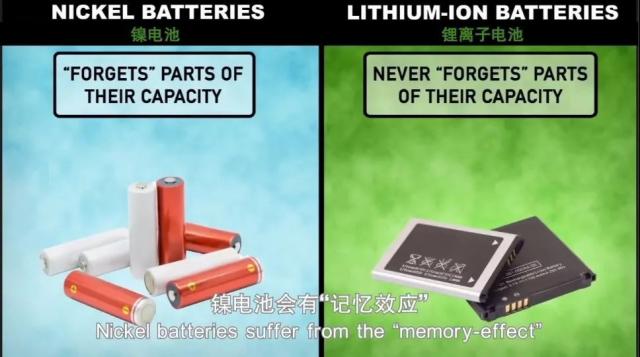 NICKEL BATTERIES
镍电池
"FORGETS" PARTS OF
THEIR CAPACITY
LITHIUM-ION BATTERIES
锂离子电池
NEVER "FORGETS" PARTS
OF THEIR CAPACITY
镍电池会有"记忆效应"
Nickel batteries suffer from the "memory-effect"